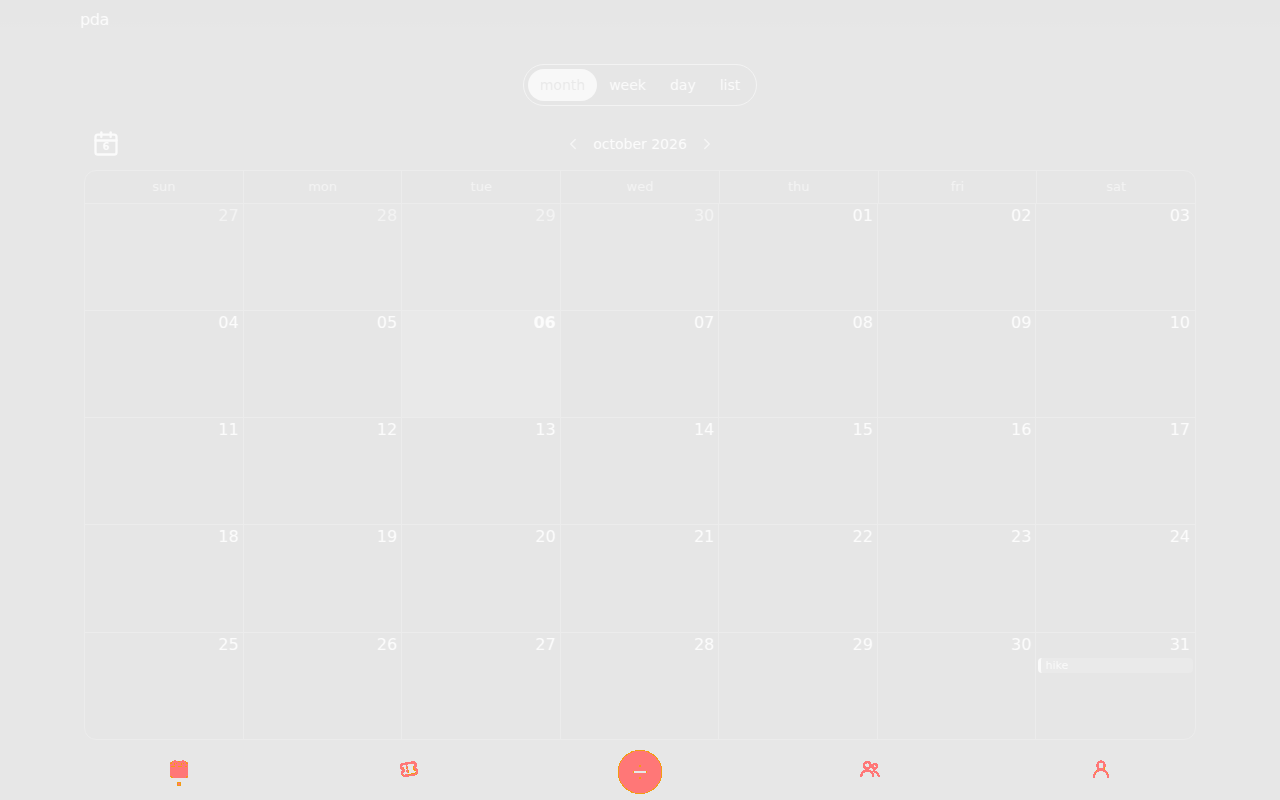 pda
month week day list
6 october 2026
sun mon tue wed thu fri sat
27 28 29 30 01 02 03
04 05 06 07 08 09 10
11 12 13 14 15 16 17
18 19 20 21 22 23 24
25 26 27 28 29 30 31
hike